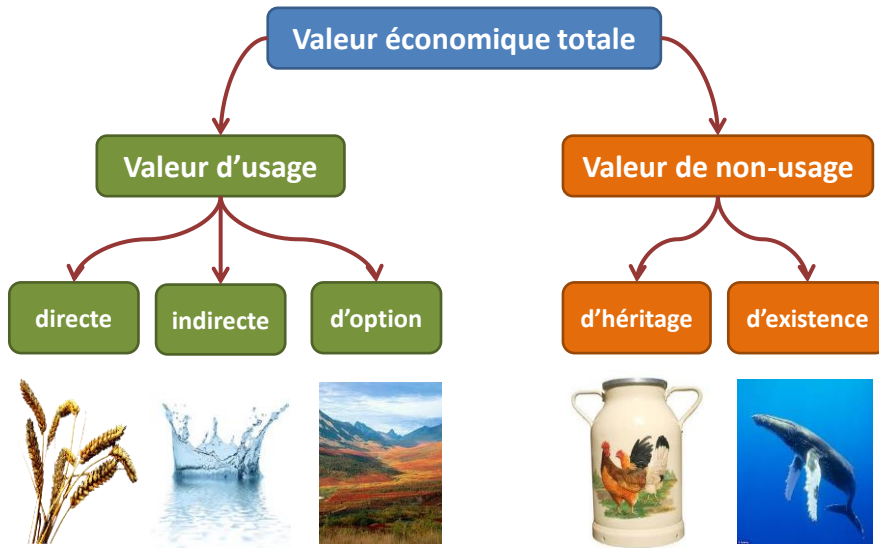 Valeur économique totale
Valeur d’usage
Valeur de non-usage
directe
indirecte
d’option
d’héritage
d’existence